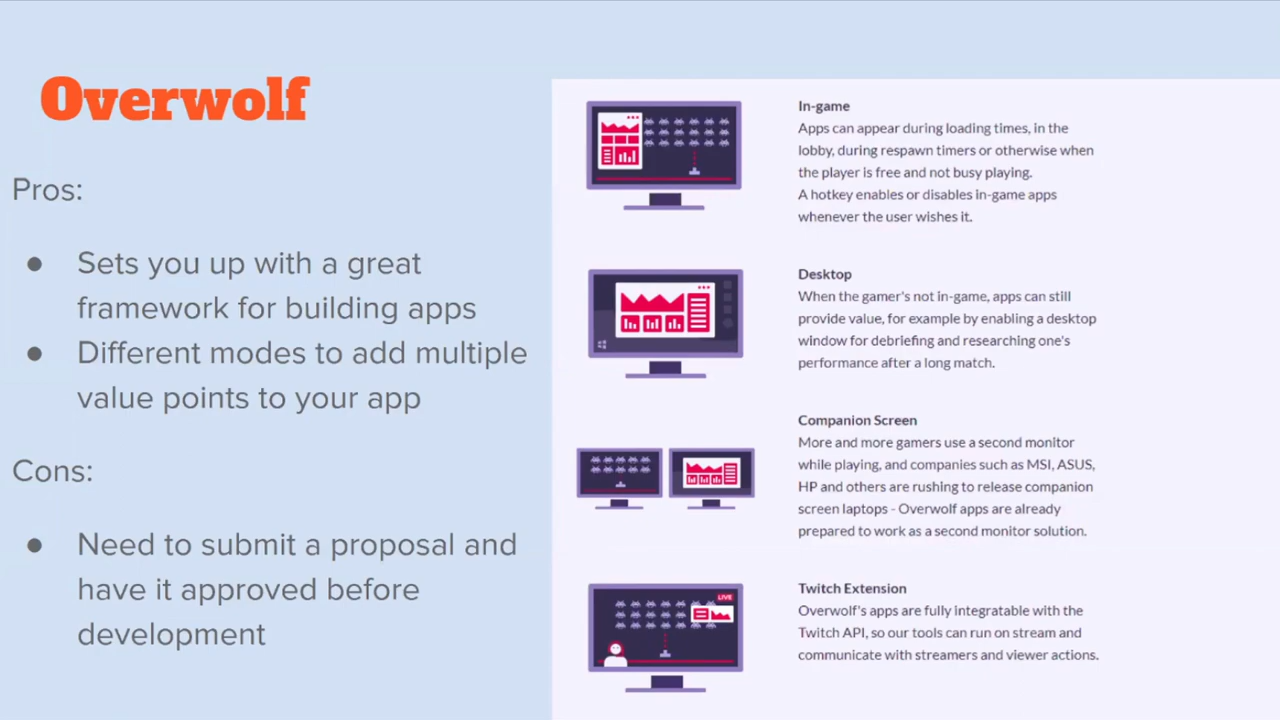 Overwolf
Pros:
● Sets you up with a great
framework for building apps
● Different modes to add multiple
value points to your app
Cons:
● Need to submit a proposal and
have it approved before
development
In-game
Apps can appear during loading times, in the
lobby, during respawn timers or otherwise when
the player is free and not busy playing.
A hotkey enables or disables in-game apps
whenever the user wishes it.
Desktop
When the gamer's not in-game, apps can still
provide value, for example by enabling a desktop
window for debriefing and researching one's
performance after a long match.
Companion Screen
More and more gamers use a second monitor
while playing, and companies such as MSI, ASUS,
HP and others are rushing to release companion
screen laptops - Overwolf apps are already
prepared to work as a second monitor solution.
LIVE
Twitch Extension
Overwolf's apps are fully integratable with the
Twitch API, so our tools can run on stream and
communicate with streamers and viewer actions.